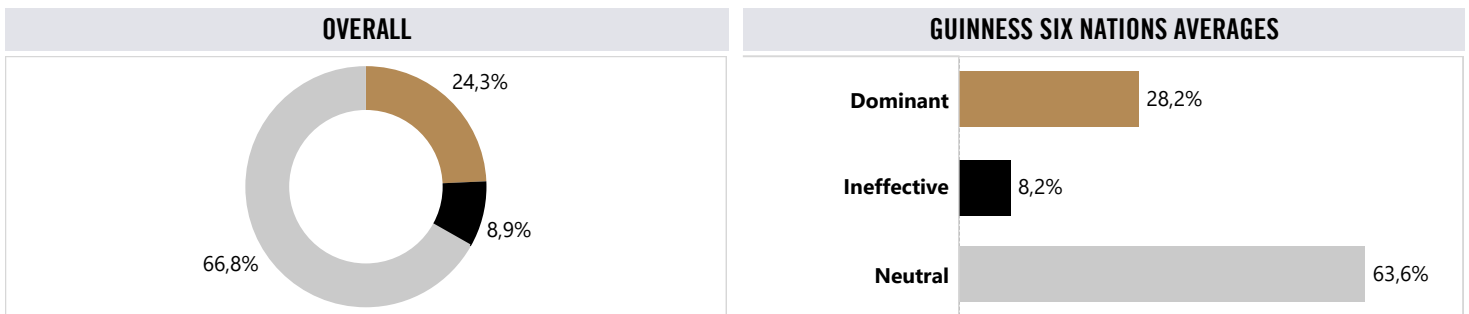 OVERALL
24,3%
8,9%
66,8%
GUINNESS SIX NATIONS AVERAGES
Dominant 28,2%
Ineffective 8,2%
Neutral 63,6%